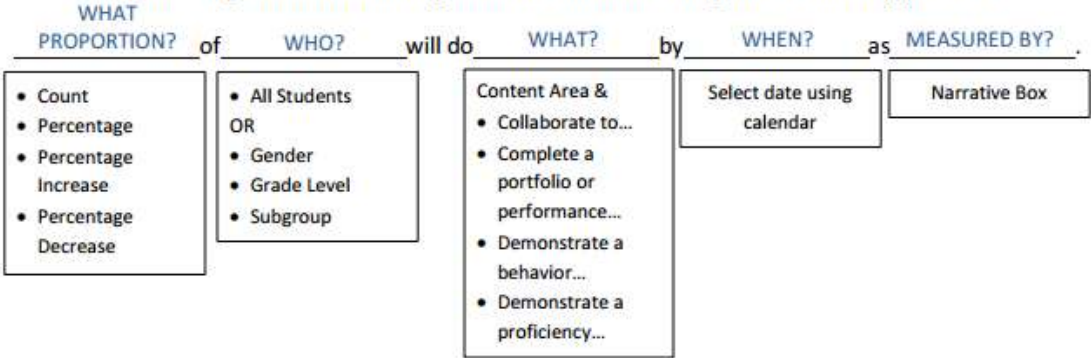 WHAT
PROPORTION? of WHO? will do WHAT? by WHEN? as MEASURED BY? .
• Count
• Percentage
• Percentage
Increase
• Percentage
Decrease
• All Students
OR
• Gender
• Grade Level
• Subgroup
Content Area &
• Collaborate to...
• Complete a
portfolio or
performance...
• Demonstrate a
behavior...
• Demonstrate a
proficiency...
Select date using
calendar
Narrative Box